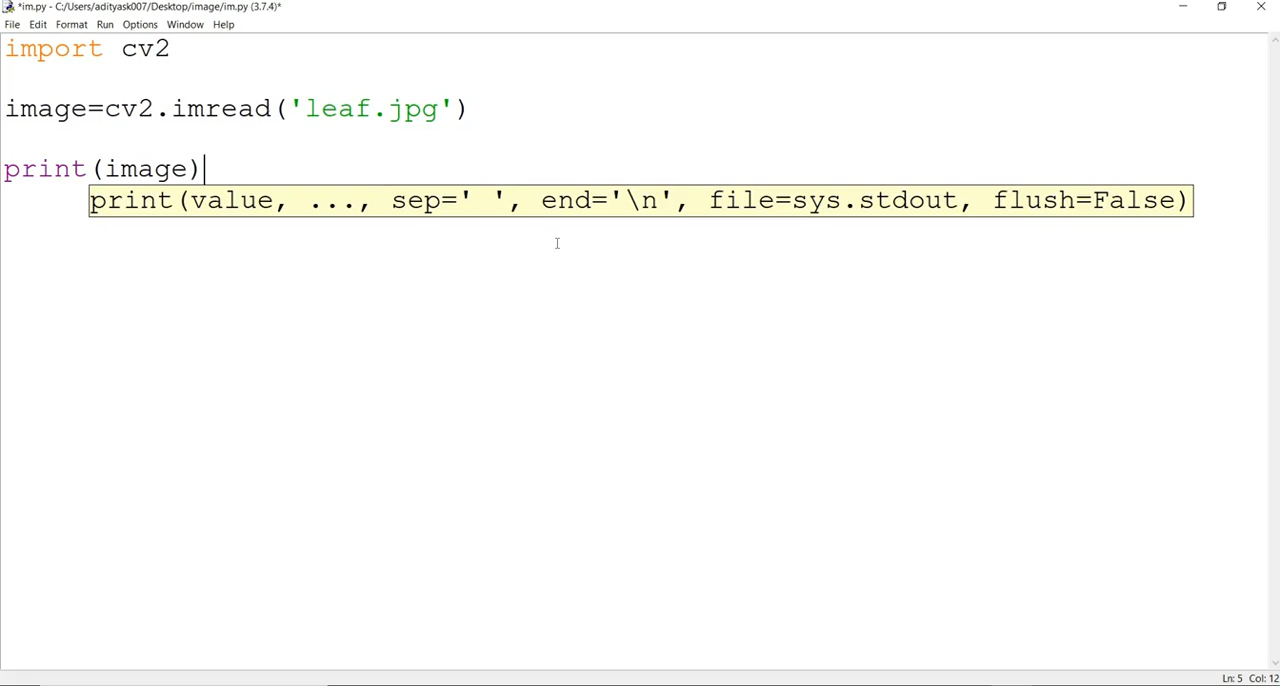 *im.py - C:/Users/adityask007/Desktop/image/im.py (3.7.4)*
File Edit Format Run Options Window Help
import cv2
image=cv2.imread('leaf.jpg')
print(image)
print(value, ..., sep=' ', end='\n', file=sys.stdout, flush=False)
Ln: 5 Col: 12